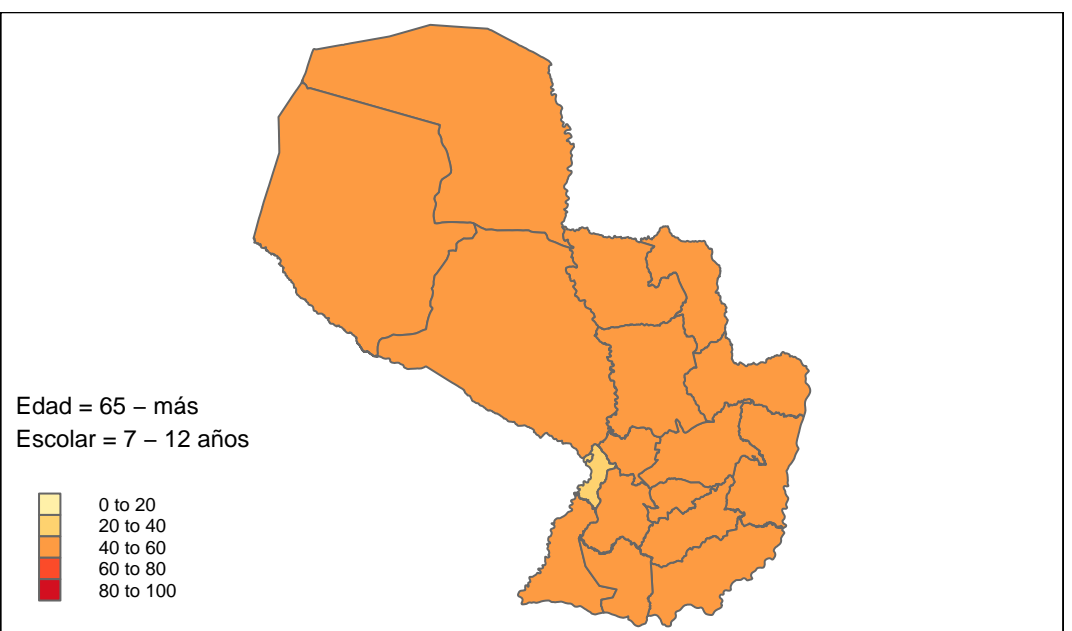 Edad = 65 – más
Escolar = 7 – 12 años
0 to 20
20 to 40
40 to 60
60 to 80
80 to 100